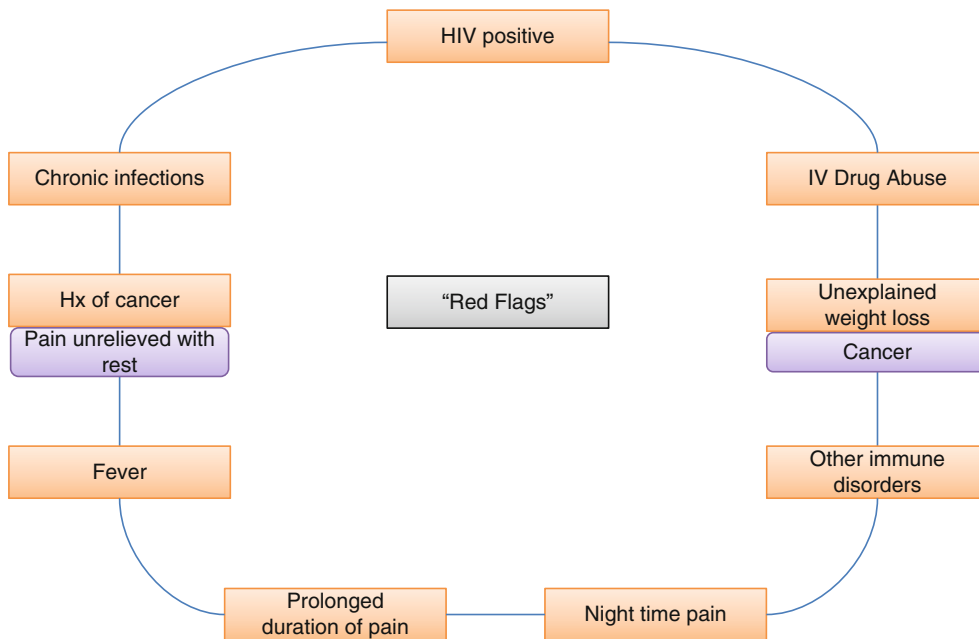 HIV positive
Chronic infections
IV Drug Abuse
Hx of cancer
“Red Flags”
Unexplained
weight loss
Pain unrelieved with
rest
Cancer
Fever
Other immune
disorders
Prolonged
duration of pain
Night time pain